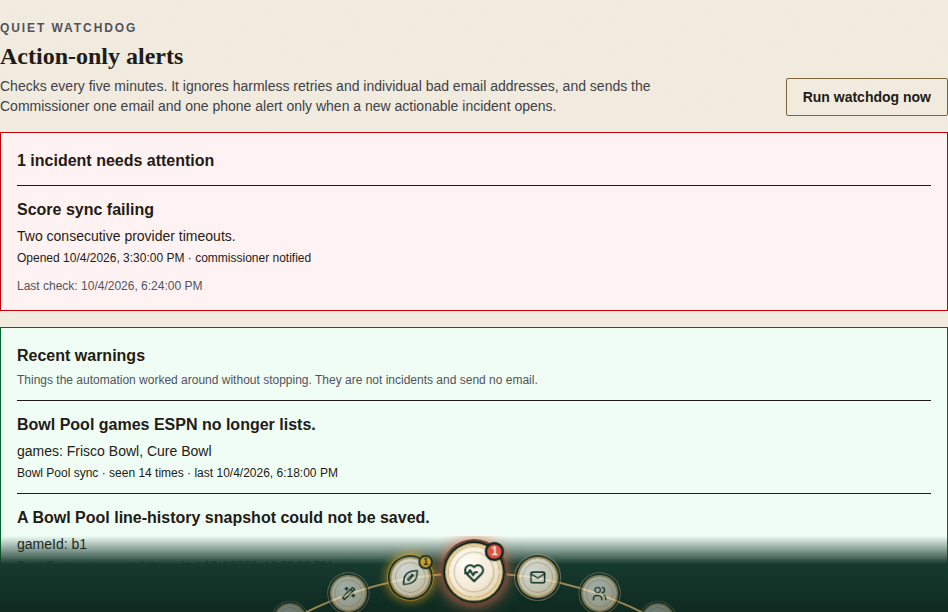 QUIET WATCHDOG
Action-only alerts
Checks every five minutes. It ignores harmless retries and individual bad email addresses, and sends the
Commissioner one email and one phone alert only when a new actionable incident opens.
Run watchdog now
1 incident needs attention
Score sync failing
Two consecutive provider timeouts.
Opened 10/4/2026, 3:30:00 PM · commissioner notified
Last check: 10/4/2026, 6:24:00 PM
Recent warnings
Things the automation worked around without stopping. They are not incidents and send no email.
Bowl Pool games ESPN no longer lists.
games: Frisco Bowl, Cure Bowl
Bowl Pool sync · seen 14 times · last 10/4/2026, 6:18:00 PM
A Bowl Pool line-history snapshot could not be saved.
gameId: b1
1
1